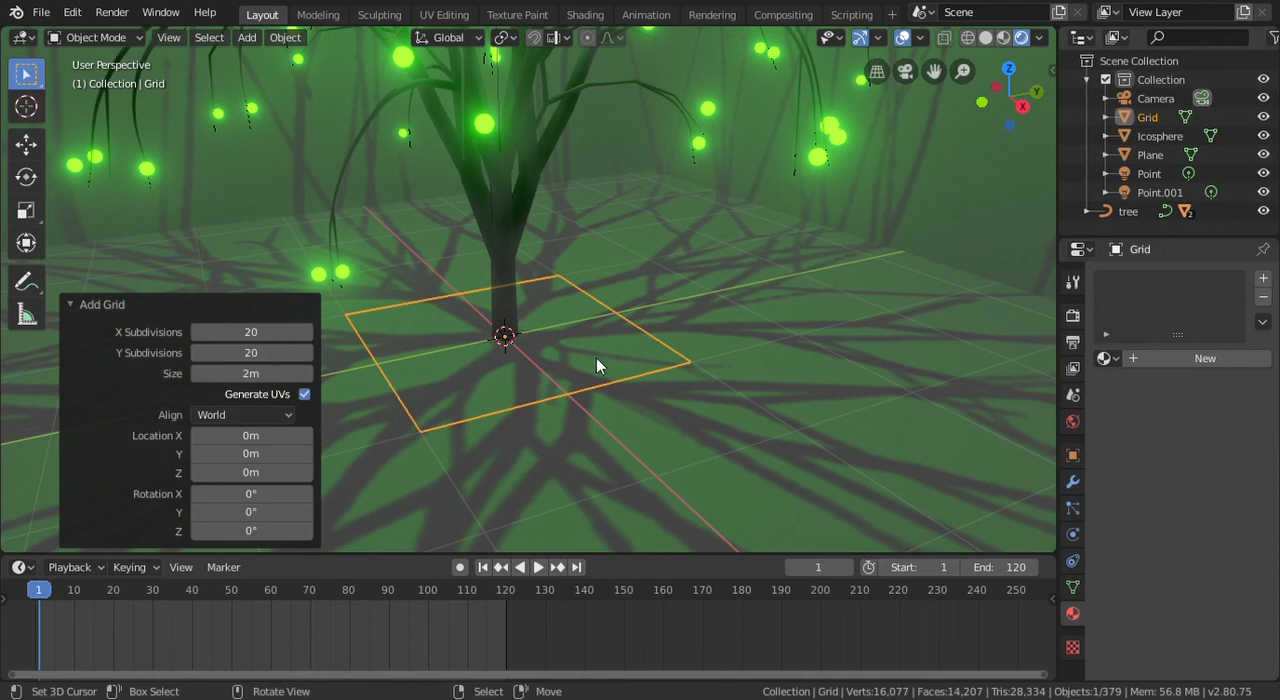 File Edit Render Window Help Layout Modeling Sculpting UV Editing Texture Paint Shading Animation Rendering Compositing Scripting + Scene View Layer
Object Mode View Select Add Object Global
User Perspective
(1) Collection | Grid
Z
Y
X
Scene Collection
Collection
Camera
Grid
Icosphere
Plane
Point
Point.001
tree 2
Grid
+ New
Add Grid
X Subdivisions 20
Y Subdivisions 20
Size 2m
Generate UVs
Align World
Location X 0m
Y 0m
Z 0m
Rotation X 0°
Y 0°
Z 0°
Playback Keying View Marker 1 Start: 1 End: 120
1 10 20 30 40 50 60 70 80 90 100 110 120 130 140 150 160 170 180 190 200 210 220 230 240 250
Set 3D Cursor Box Select Rotate View Select Move Collection | Grid | Verts:16,077 | Faces:14,207 | Tris:28,334 | Objects:1/379 | Mem: 56.8 MB | v2.80.75